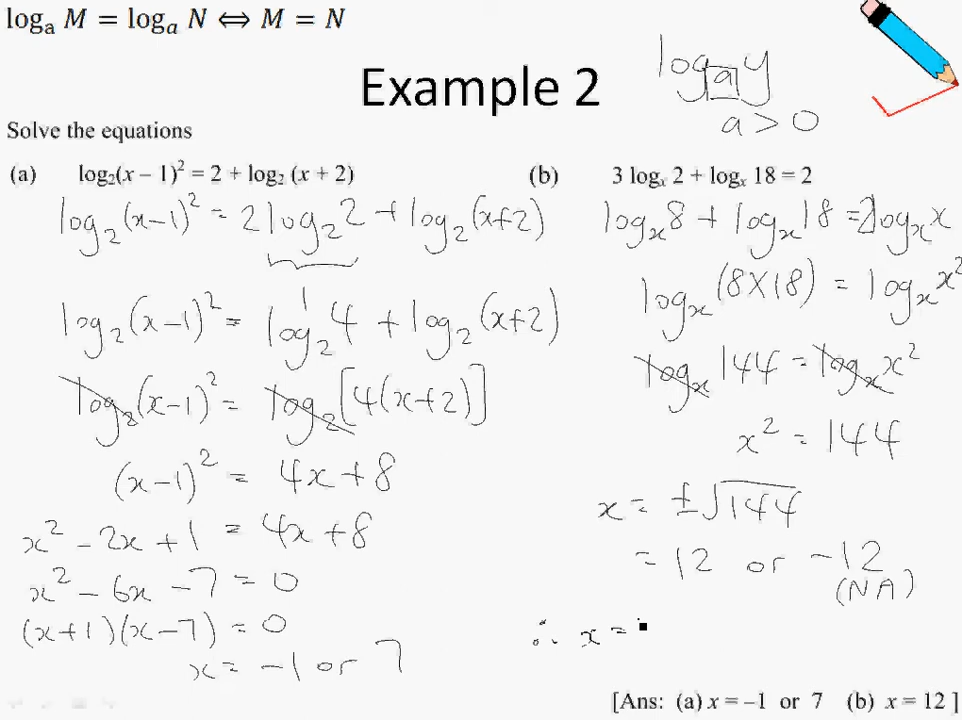 logₐ M = logₐ N ⇔ M = N
Example 2
logₐ y
a > 0
Solve the equations
(a) log₂(x – 1)² = 2 + log₂ (x + 2)
log₂(x−1)² = 2log₂2 + log₂(x+2)
1
log₂(x−1)² = log₂4 + log₂(x+2)
log₂(x−1)² = log₂[4(x+2)]
(x−1)² = 4x+8
x² − 2x + 1 = 4x+8
x² − 6x − 7 = 0
(x+1)(x−7) = 0
x = −1 or 7
(b) 3 logₓ 2 + logₓ 18 = 2
logₓ8 + logₓ18 = 2logₓx
logₓ(8×18) = logₓx²
logₓ144 = logₓx²
x² = 144
x = ±√144
= 12 or −12
(NA)
∴ x =
[Ans: (a) x = –1 or 7 (b) x = 12 ]